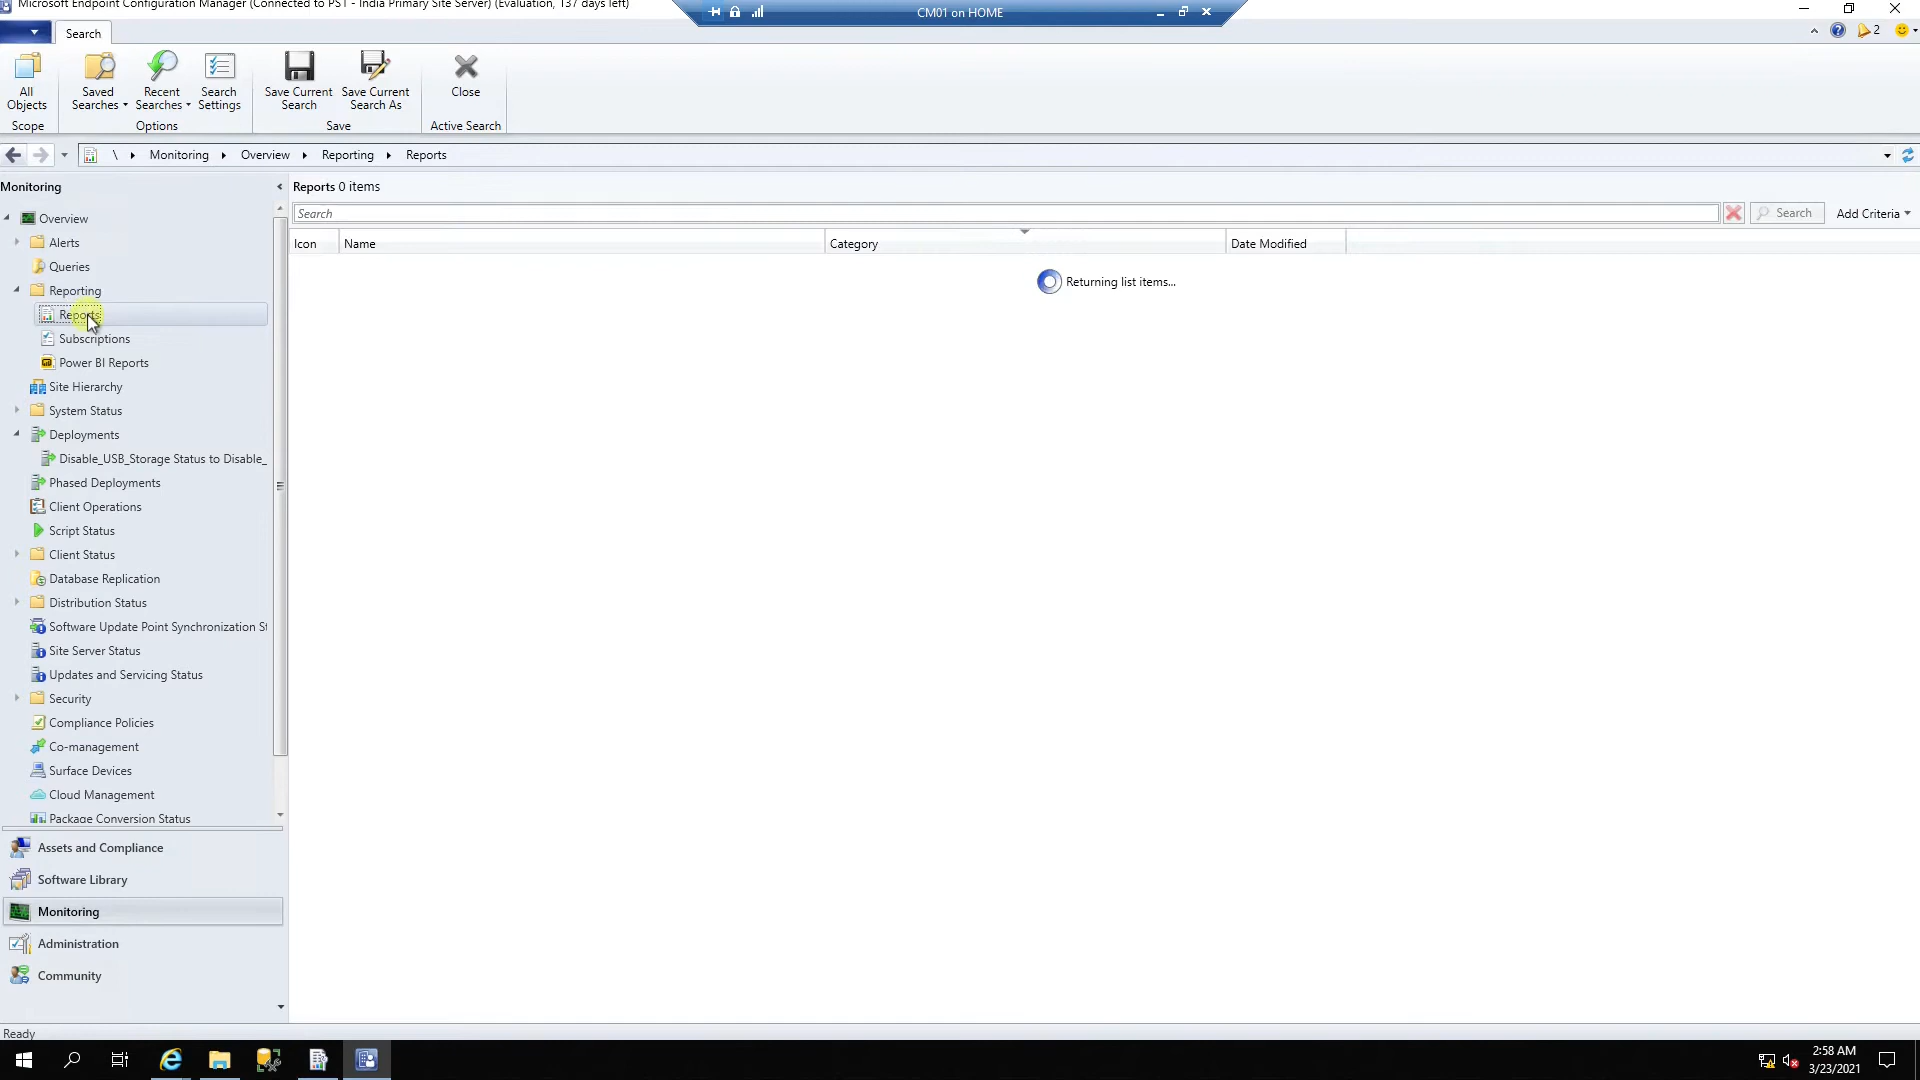 Microsoft Endpoint Configuration Manager (Connected to PS1 - India Primary Site Server) (Evaluation, 137 days left)
CM01 on HOME
Search
2
All Objects
Saved Searches
Recent Searches
Search Settings
Save Current Search
Save Current Search As
Close
Scope
Options
Save
Active Search
\ Monitoring Overview Reporting Reports
Monitoring
Reports 0 items
Search
Search
Add Criteria
Icon Name Category Date Modified
Returning list items...
Overview
Alerts
Queries
Reporting
Reports
Subscriptions
Power BI Reports
Site Hierarchy
System Status
Deployments
Disable_USB_Storage Status to Disable_
Phased Deployments
Client Operations
Script Status
Client Status
Database Replication
Distribution Status
Software Update Point Synchronization St
Site Server Status
Updates and Servicing Status
Security
Compliance Policies
Co-management
Surface Devices
Cloud Management
Package Conversion Status
Assets and Compliance
Software Library
Monitoring
Administration
Community
Ready
2:58 AM
3/23/2021